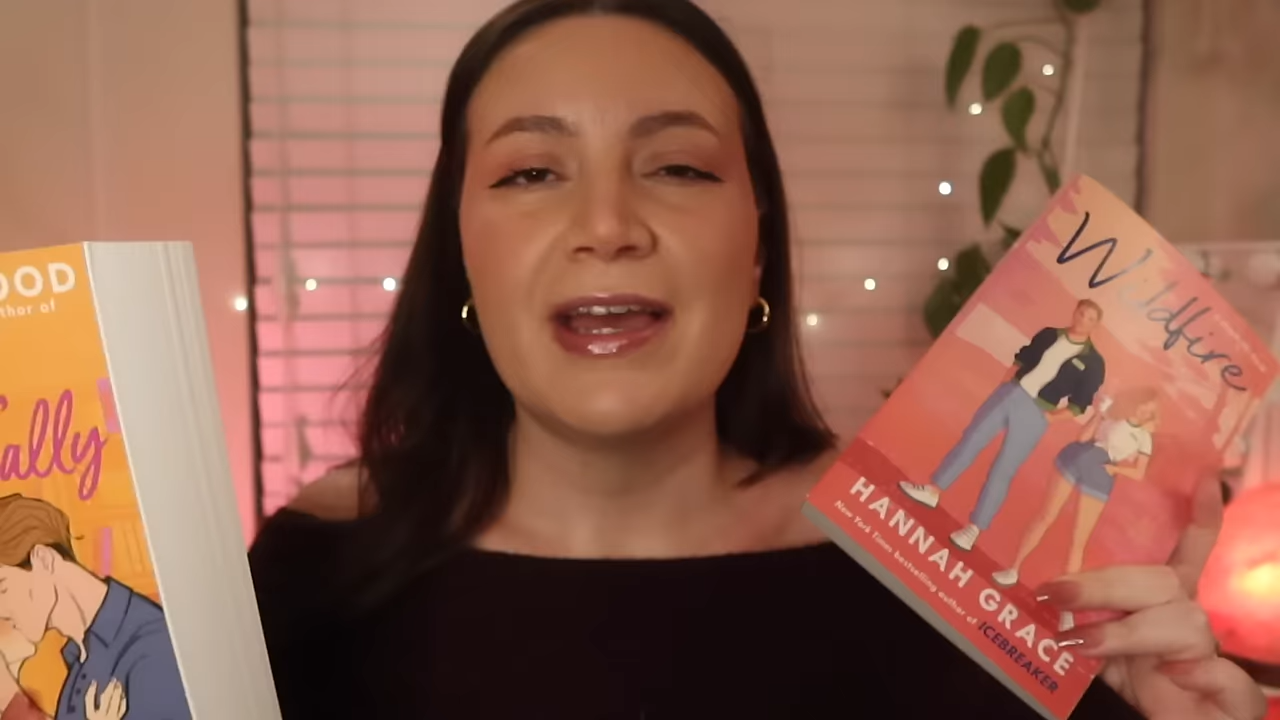 OOD
thor of
ally
Wildfire
HANNAH GRACE
New York Times bestselling author of ICEBREAKER